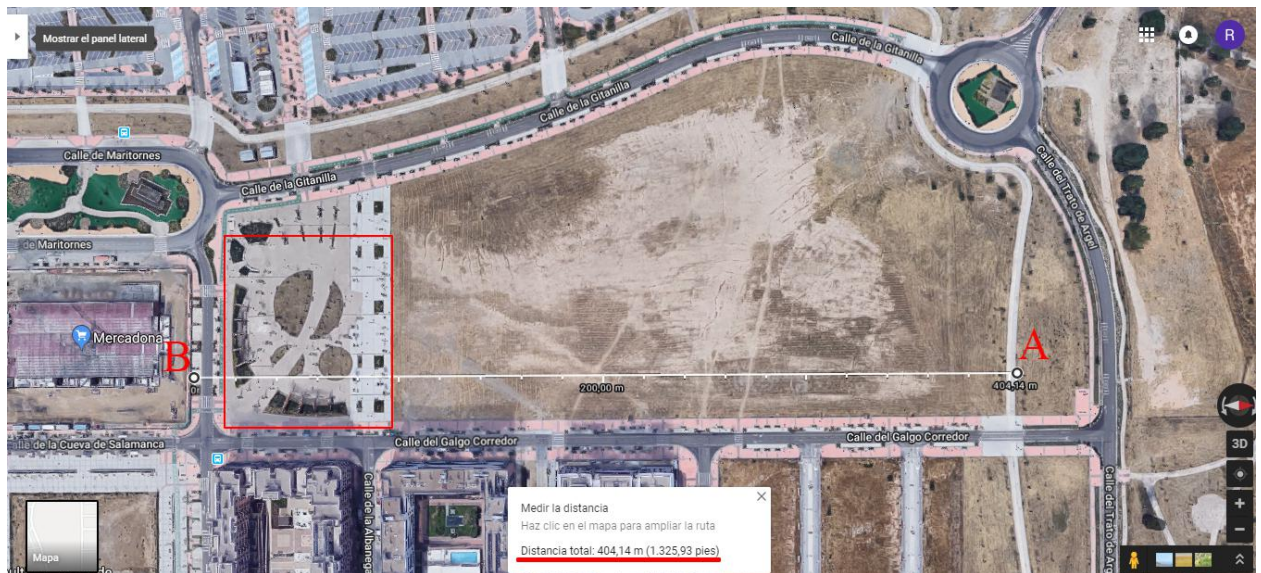 Mostrar el panel lateral
R
Calle de la Gitanilla
Calle de la Gitanilla
Calle de Maritornes
Calle de la Gitanilla
Calle del Trato de Argel
de Maritornes
Mercadona
B
A
200,00 m
404,14 m
Calle de la Cueva de Salamanca
Calle del Galgo Corredor
Calle del Galgo Corredor
3D
Calle de la Albanega
Calle del Trato de
Medir la distancia
Haz clic en el mapa para ampliar la ruta
Distancia total: 404,14 m (1.325,93 pies)
Mapa